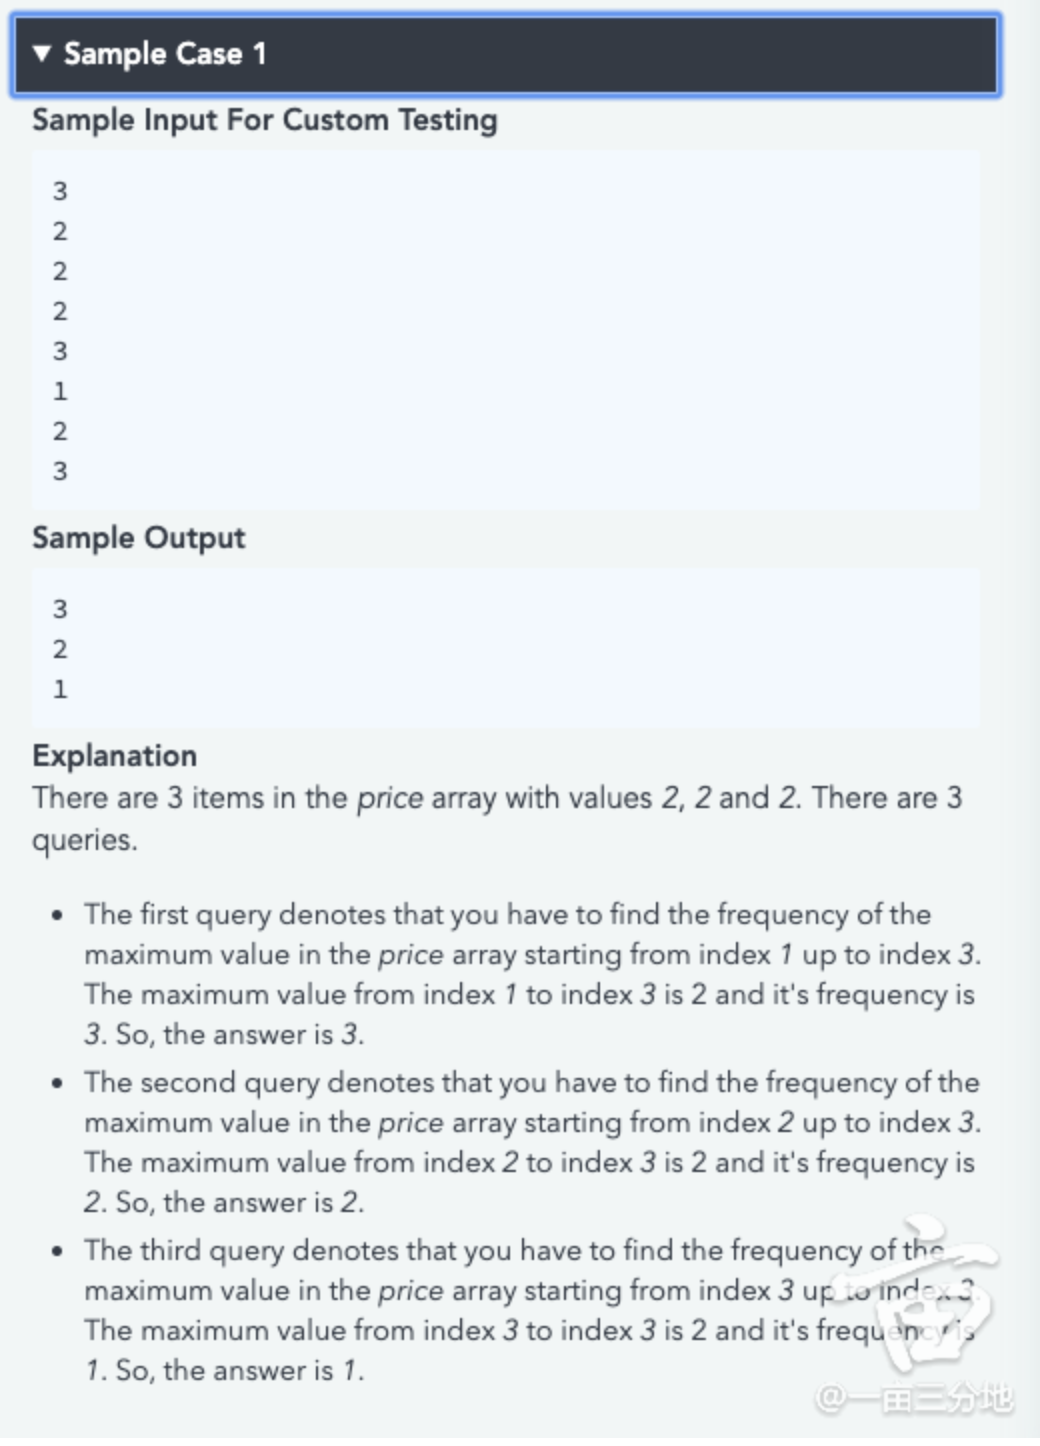 ▼ Sample Case 1
Sample Input For Custom Testing
3
2
2
2
3
1
2
3
Sample Output
3
2
1
Explanation
There are 3 items in the price array with values 2, 2 and 2. There are 3
queries.
• The first query denotes that you have to find the frequency of the
maximum value in the price array starting from index 1 up to index 3.
The maximum value from index 1 to index 3 is 2 and it's frequency is
3. So, the answer is 3.
• The second query denotes that you have to find the frequency of the
maximum value in the price array starting from index 2 up to index 3.
The maximum value from index 2 to index 3 is 2 and it's frequency is
2. So, the answer is 2.
• The third query denotes that you have to find the frequency of the
maximum value in the price array starting from index 3 up to index 3.
The maximum value from index 3 to index 3 is 2 and it's frequency is
1. So, the answer is 1.
亩
@一亩三分地